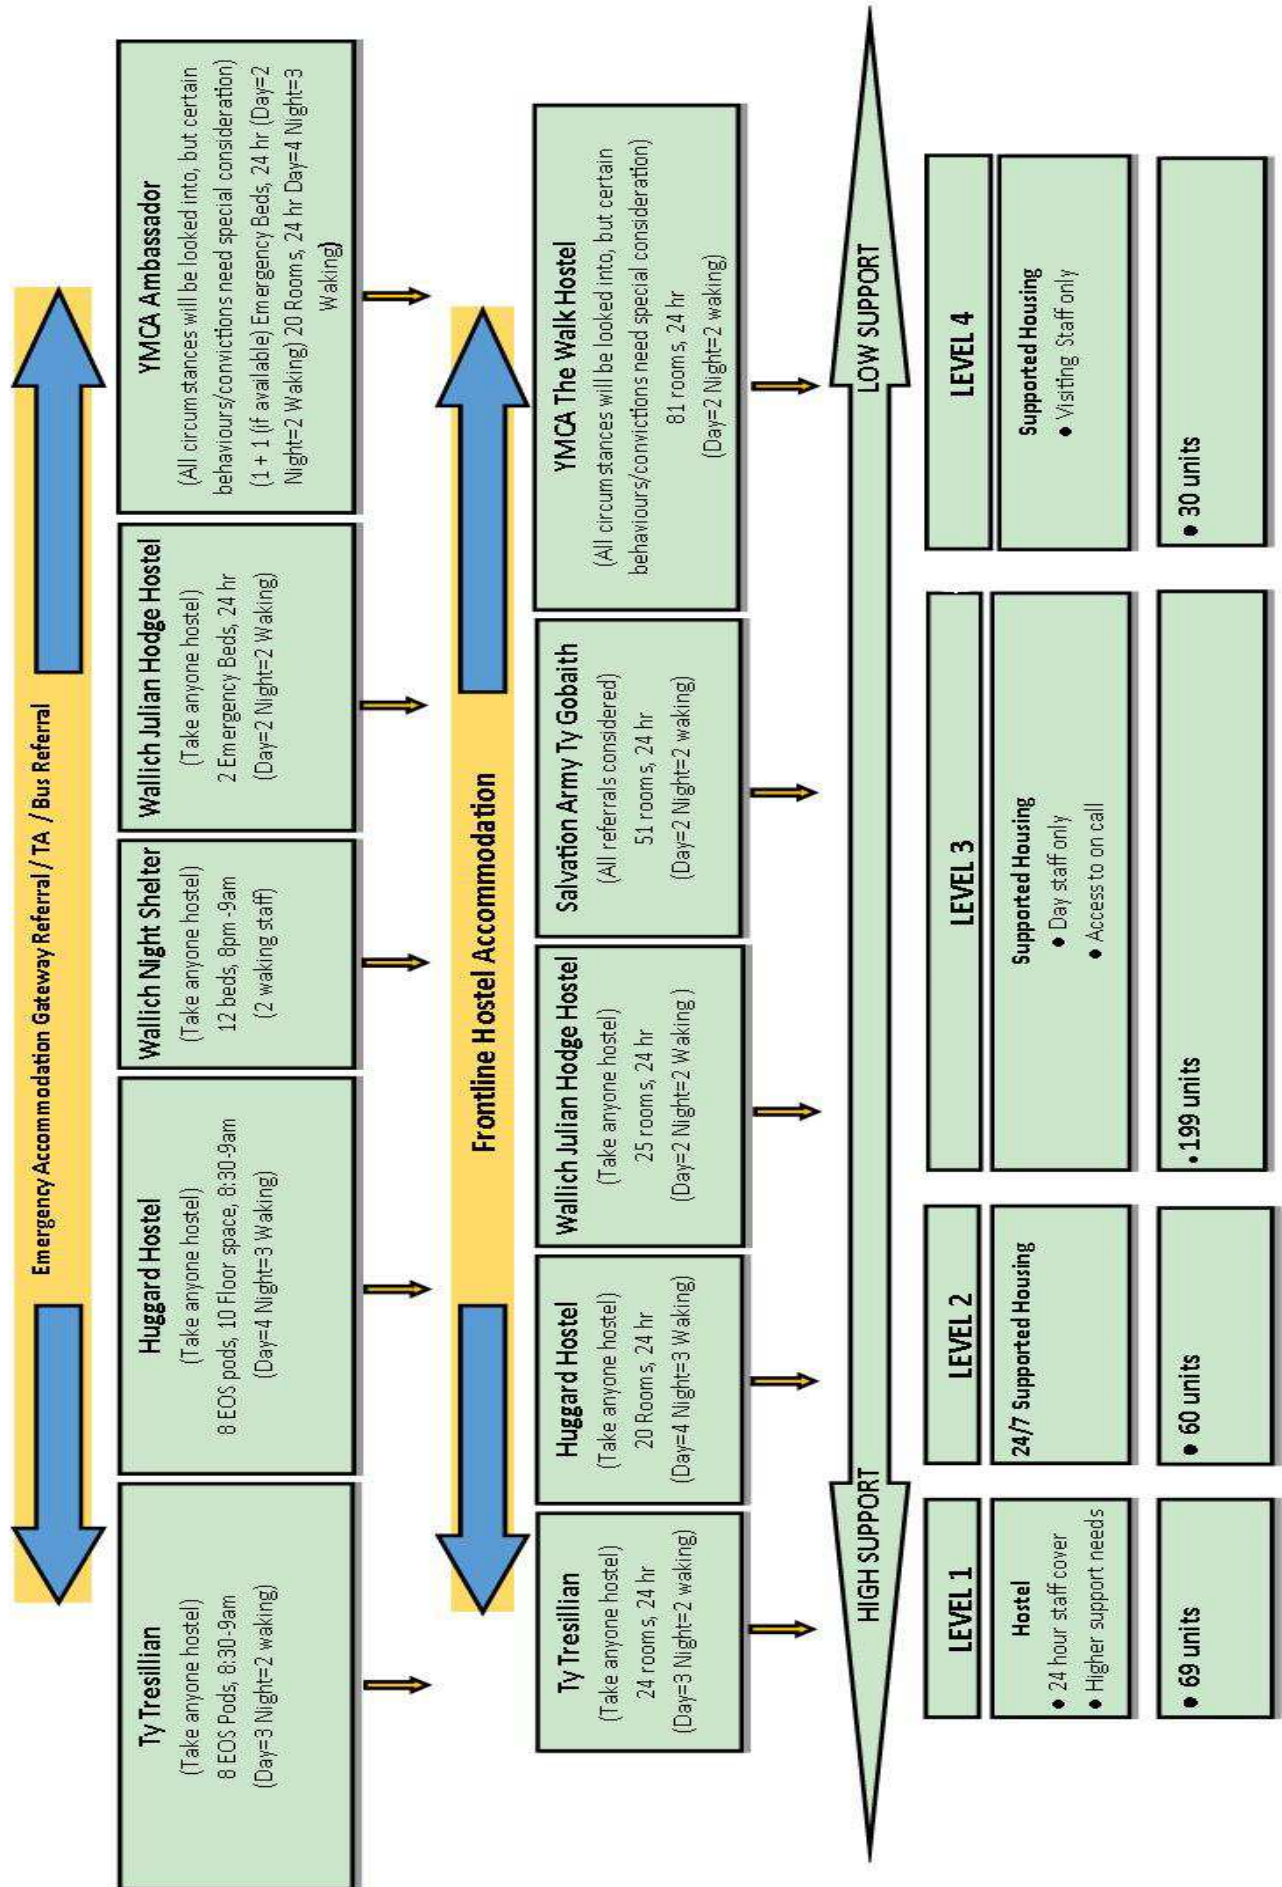 Emergency Accommodation Gateway Referral / TA / Bus Referral
Ty Tresillian
(Take anyone hostel)
8 EOS Pods, 8:30-9am
(Day=3 Night=2 waking)
Huggard Hostel
(Take anyone hostel)
8 EOS pods, 10 Floor space, 8:30-9am
(Day=4 Night=3 Waking)
Wallich Night Shelter
(Take anyone hostel)
12 beds, 8pm -9am
(2 waking staff)
Wallich Julian Hodge Hostel
(Take anyone hostel)
2 Emergency Beds, 24 hr
(Day=2 Night=2 Waking)
YMCA Ambassador
(All circumstances will be looked into, but certain
behaviours/convictions need special consideration)
(1 + 1 (if available) Emergency Beds, 24 hr (Day=2
Night=2 Waking) 20 Rooms, 24 hr Day=4 Night=3
Waking)
Frontline Hostel Accommodation
Ty Tresillian
(Take anyone hostel)
24 rooms, 24 hr
(Day=3 Night=2 waking)
Huggard Hostel
(Take anyone hostel)
20 Rooms, 24 hr
(Day=4 Night=3 Waking)
Wallich Julian Hodge Hostel
(Take anyone hostel)
25 rooms, 24 hr
(Day=2 Night=2 Waking )
Salvation Army Ty Gobaith
(All referrals considered)
51 rooms, 24 hr
(Day=2 Night=2 waking)
YMCA The Walk Hostel
(All circumstances will be looked into, but certain
behaviours/convictions need special consideration)
81 rooms, 24 hr
(Day=2 Night=2 waking)
HIGH SUPPORT
LOW SUPPORT
LEVEL 1
Hostel
• 24 hour staff cover
• Higher support needs
• 69 units
LEVEL 2
24/7 Supported Housing
• 60 units
LEVEL 3
Supported Housing
• Day staff only
• Access to on call
•199 units
LEVEL 4
Supported Housing
• Visiting Staff only
• 30 units